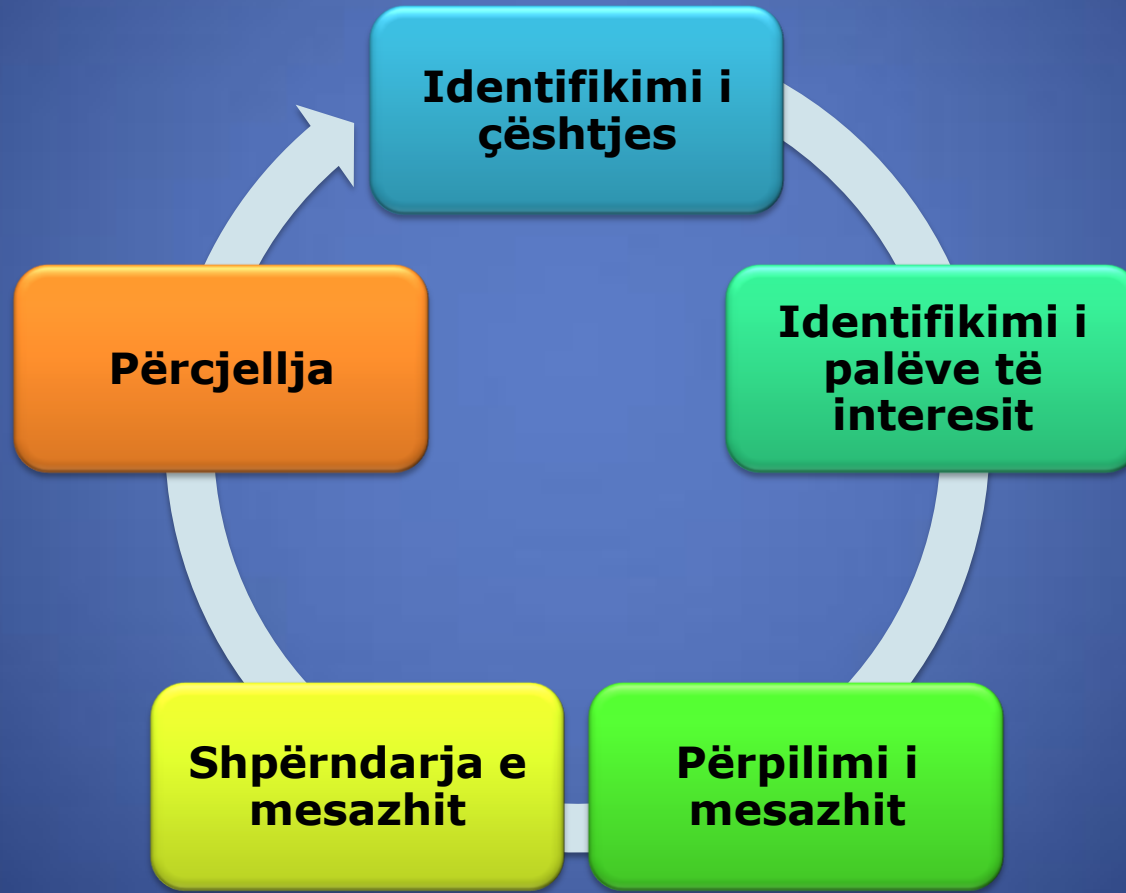 Identifikimi i
çështjes
Identifikimi i
palëve të
interesit
Përpilimi i
mesazhit
Shpërndarja e
mesazhit
Përcjellja